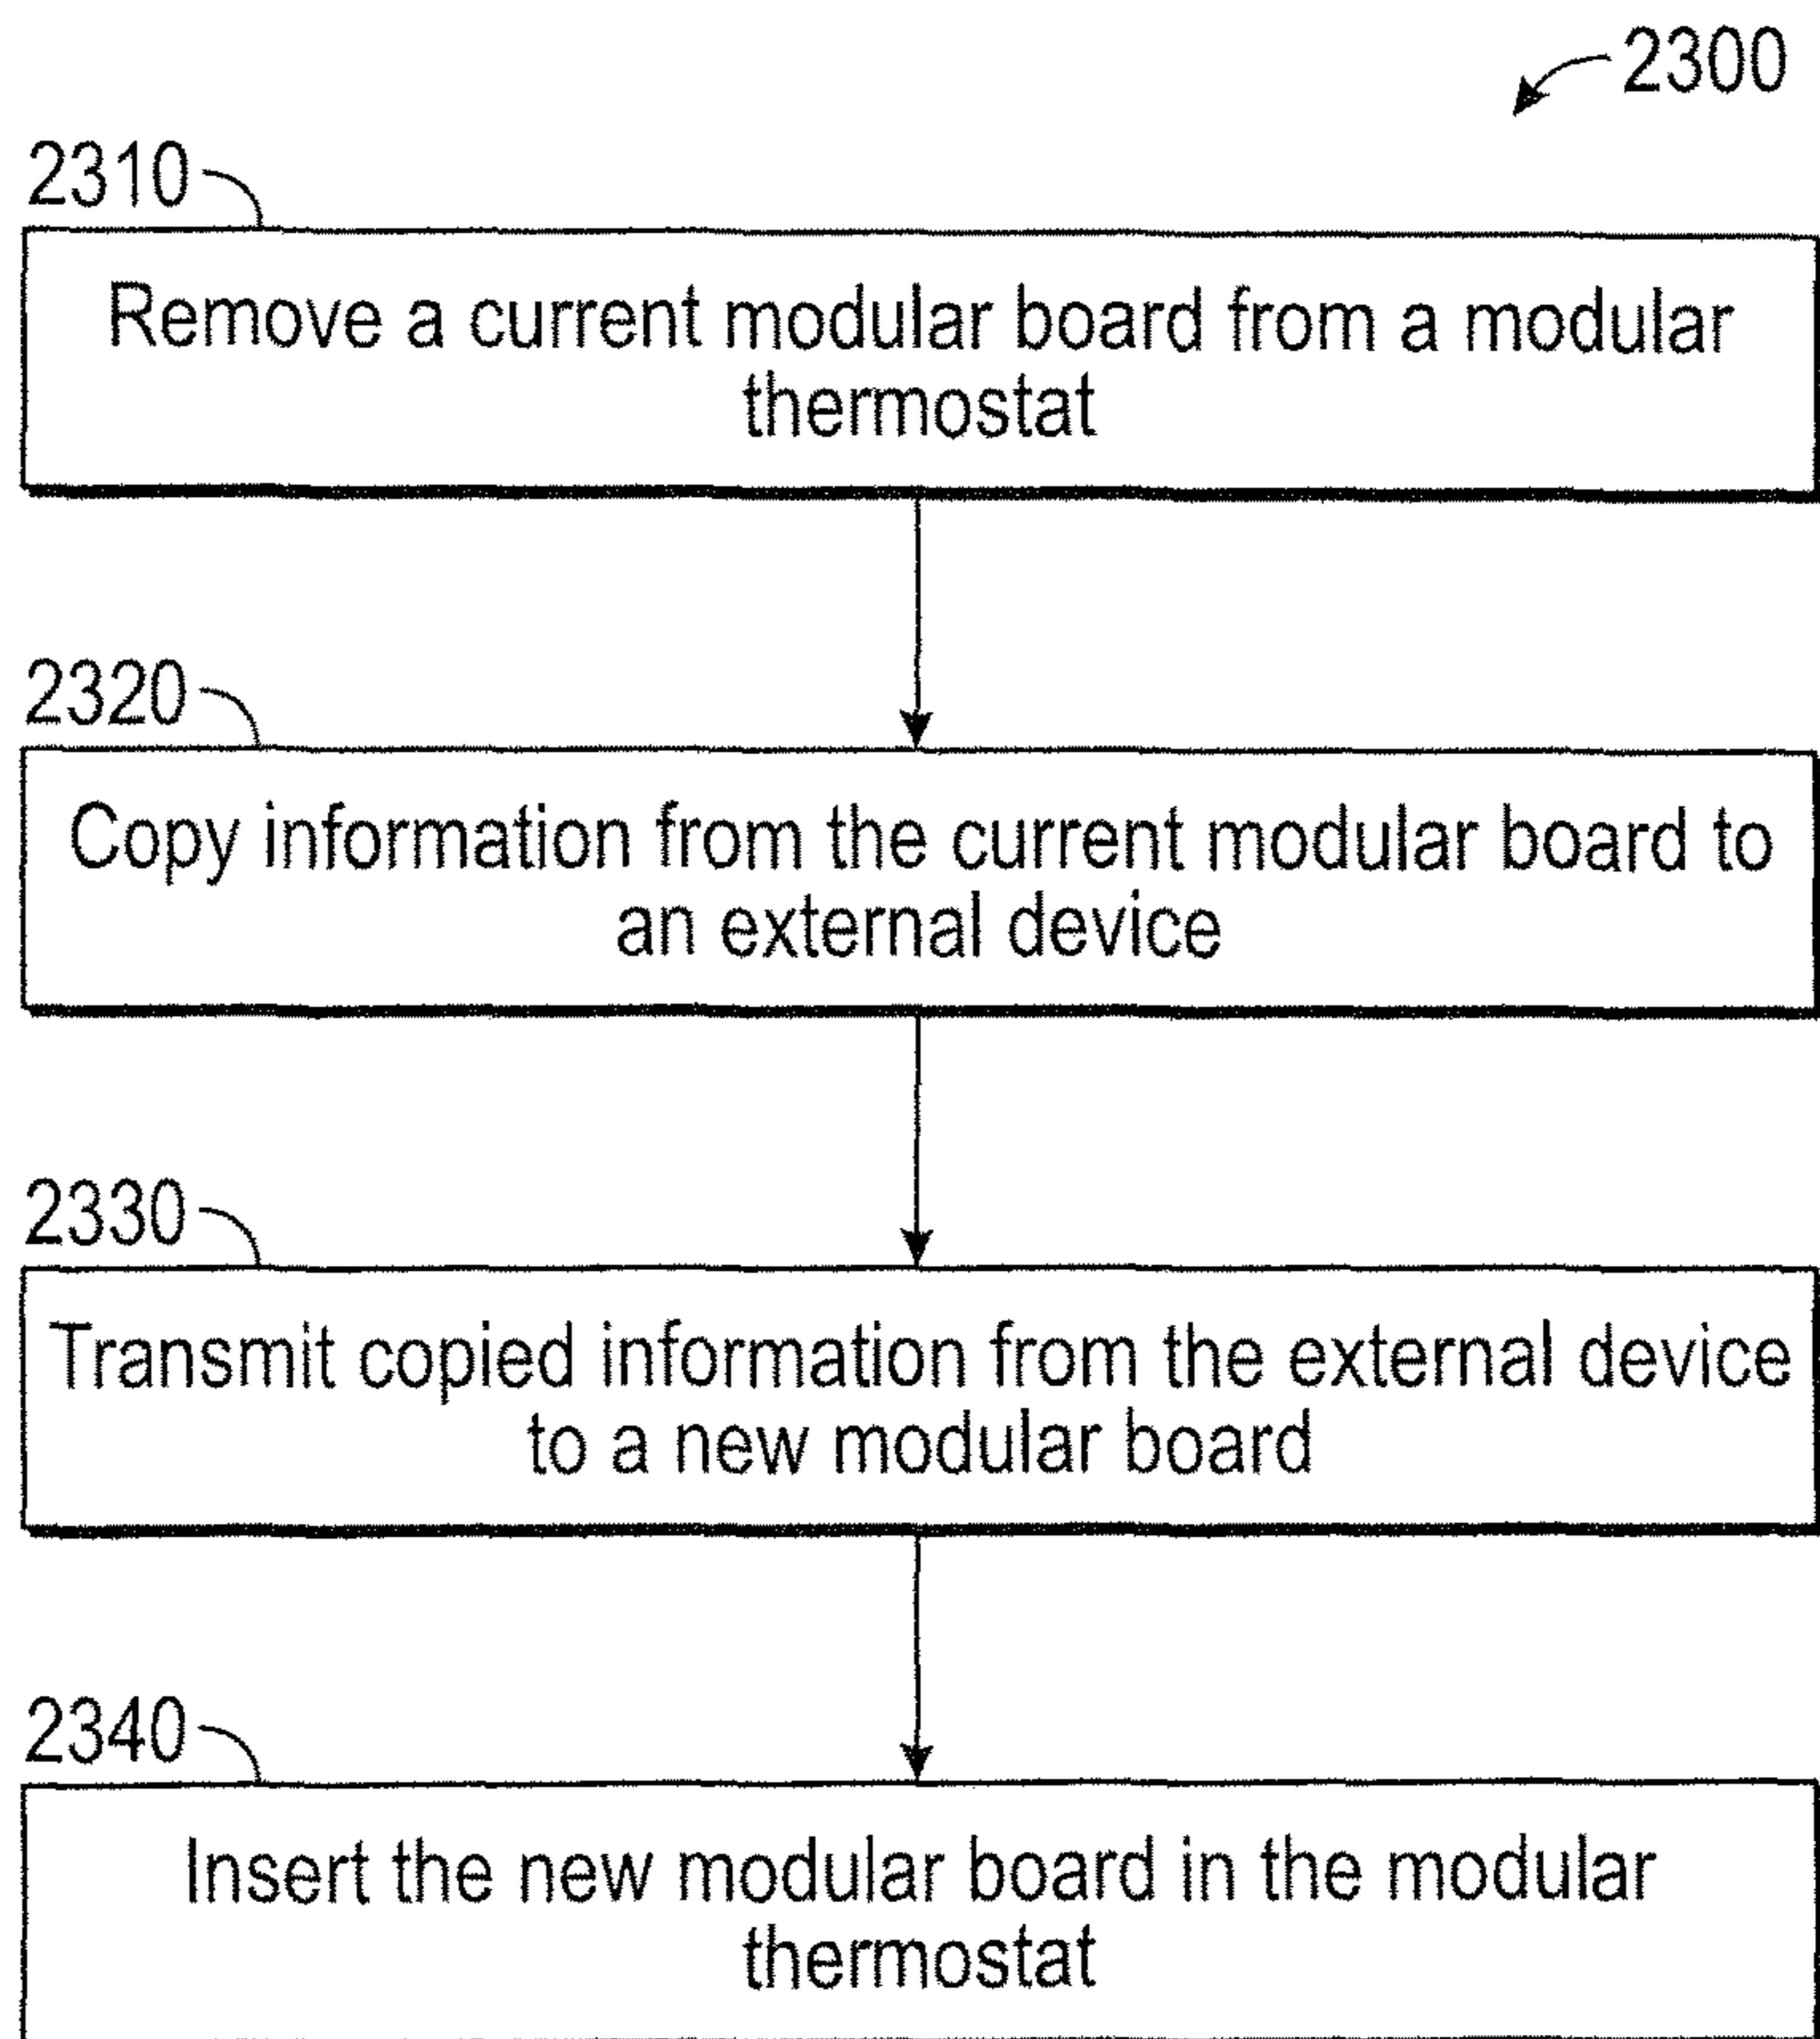 2300
2310
Remove a current modular board from a modular
thermostat
2320
Copy information from the current modular board to
an external device
2330
Transmit copied information from the external device
to a new modular board
2340
Insert the new modular board in the modular
thermostat